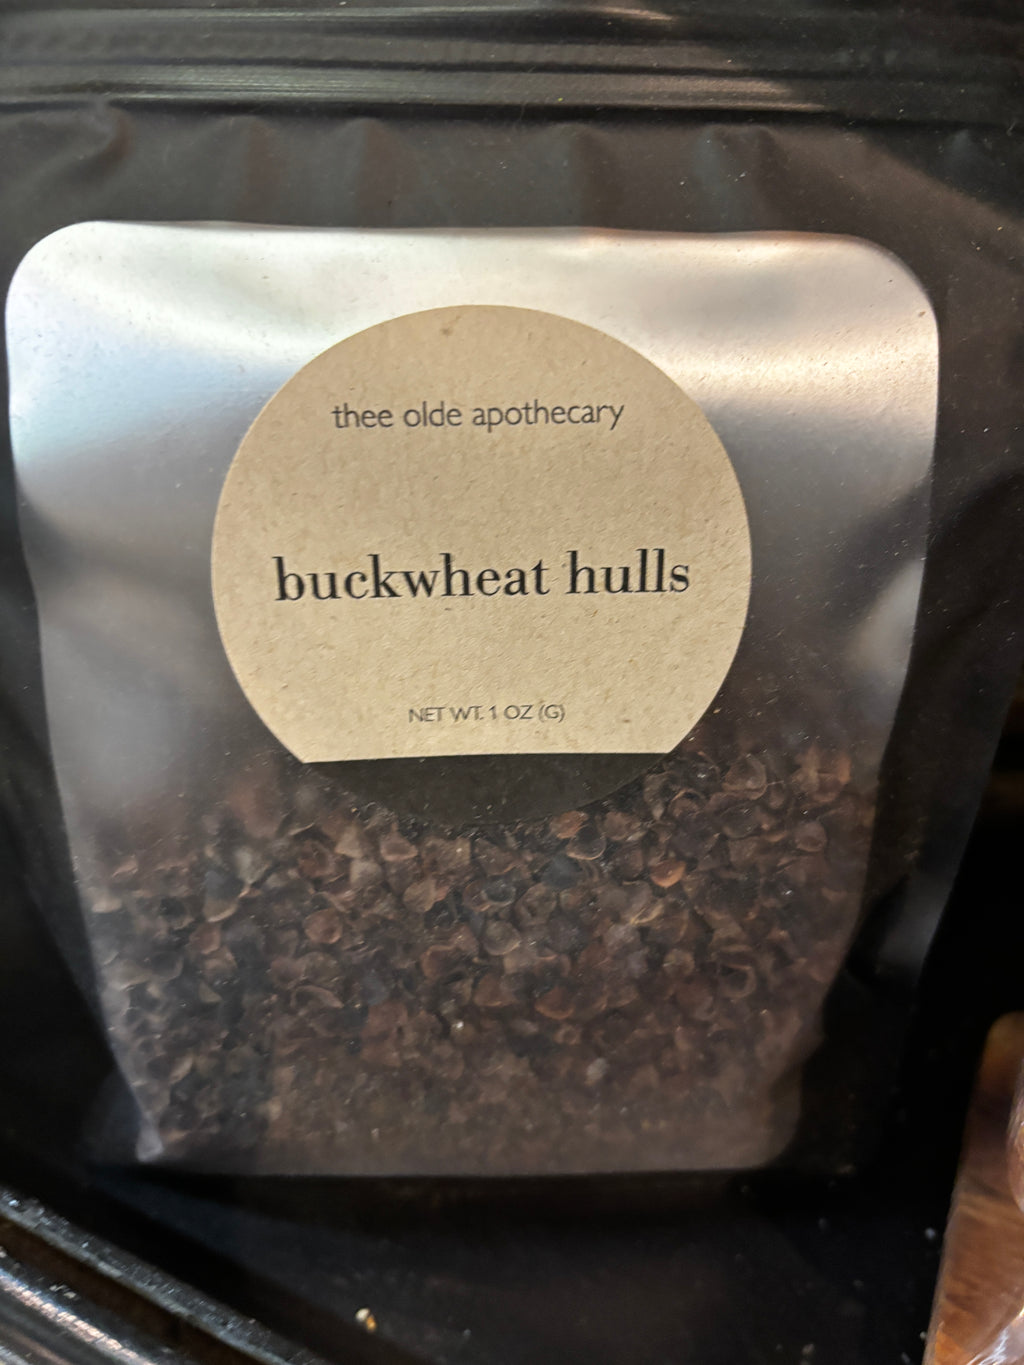 thee olde apothecary
buckwheat hulls
NET WT. 1 OZ (G)